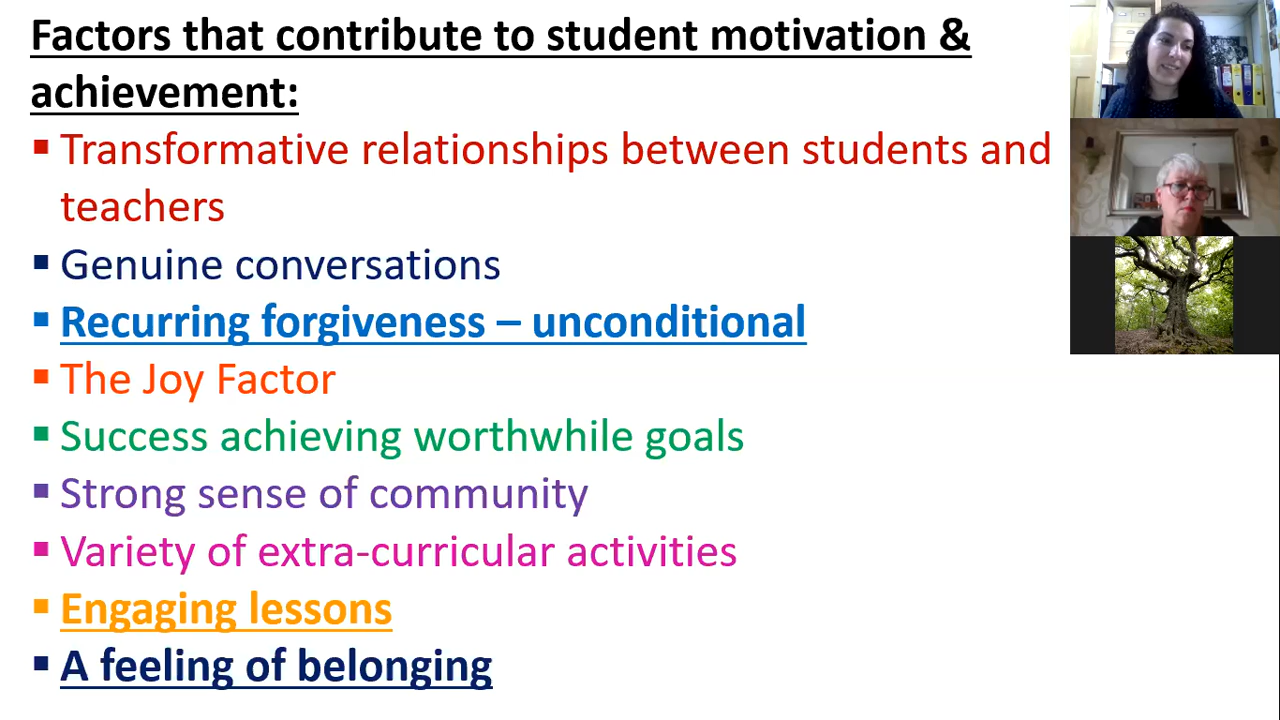 Factors that contribute to student motivation &
achievement:
Transformative relationships between students and
teachers
Genuine conversations
Recurring forgiveness – unconditional
The Joy Factor
Success achieving worthwhile goals
Strong sense of community
Variety of extra-curricular activities
Engaging lessons
A feeling of belonging